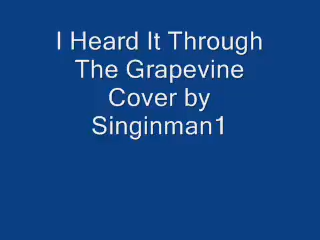 I Heard It Through
The Grapevine
Cover by
Singinman1